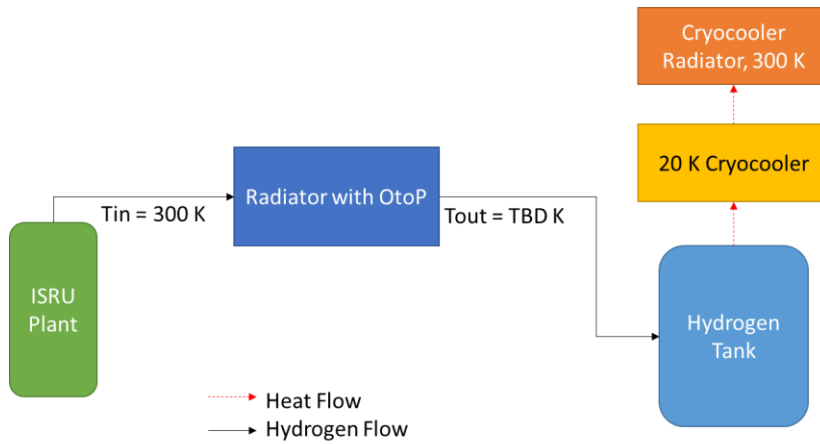 Cryocooler
Radiator, 300 K
20 K Cryocooler
Radiator with OtoP
Tin = 300 K
Tout = TBD K
ISRU
Plant
Hydrogen
Tank
Heat Flow
Hydrogen Flow